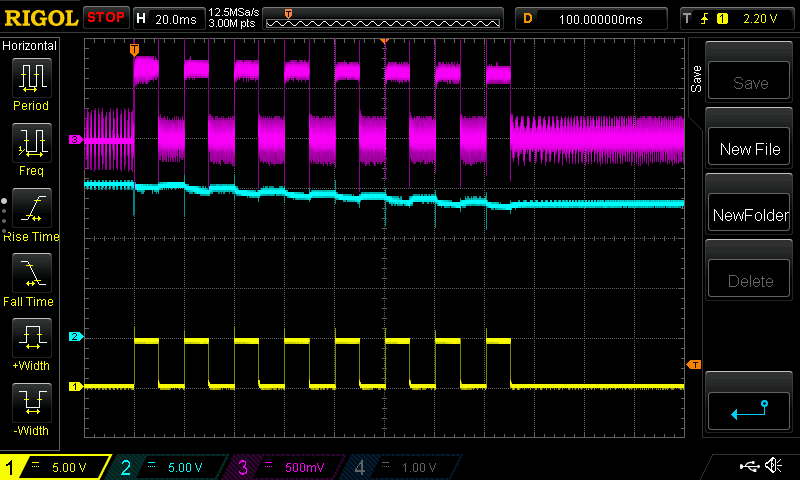 RIGOL STOP H 20.0ms 12.5MSa/s D 100.000000ms T 1 2.20 V
3.00M pts
T
T
Horizontal
Period
Freq
Rise Time
Fall Time
+Width
-Width
3
2
1
T
Save
Save
New File
NewFolder
Delete
1 5.00 V 2 5.00 V 3 500mV 4 1.00 V